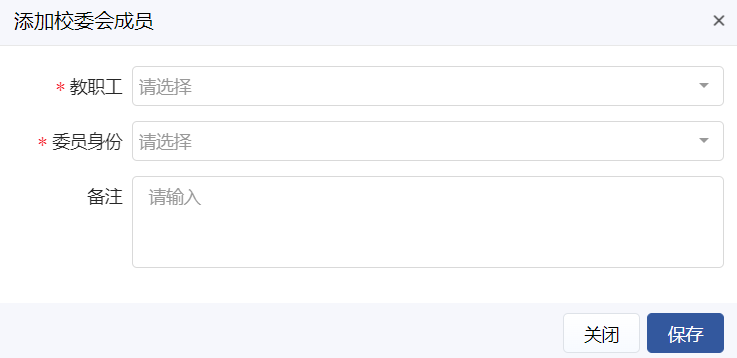 添加校委会成员
* 教职工 请选择
* 委员身份 请选择
备注 请输入
关闭 保存